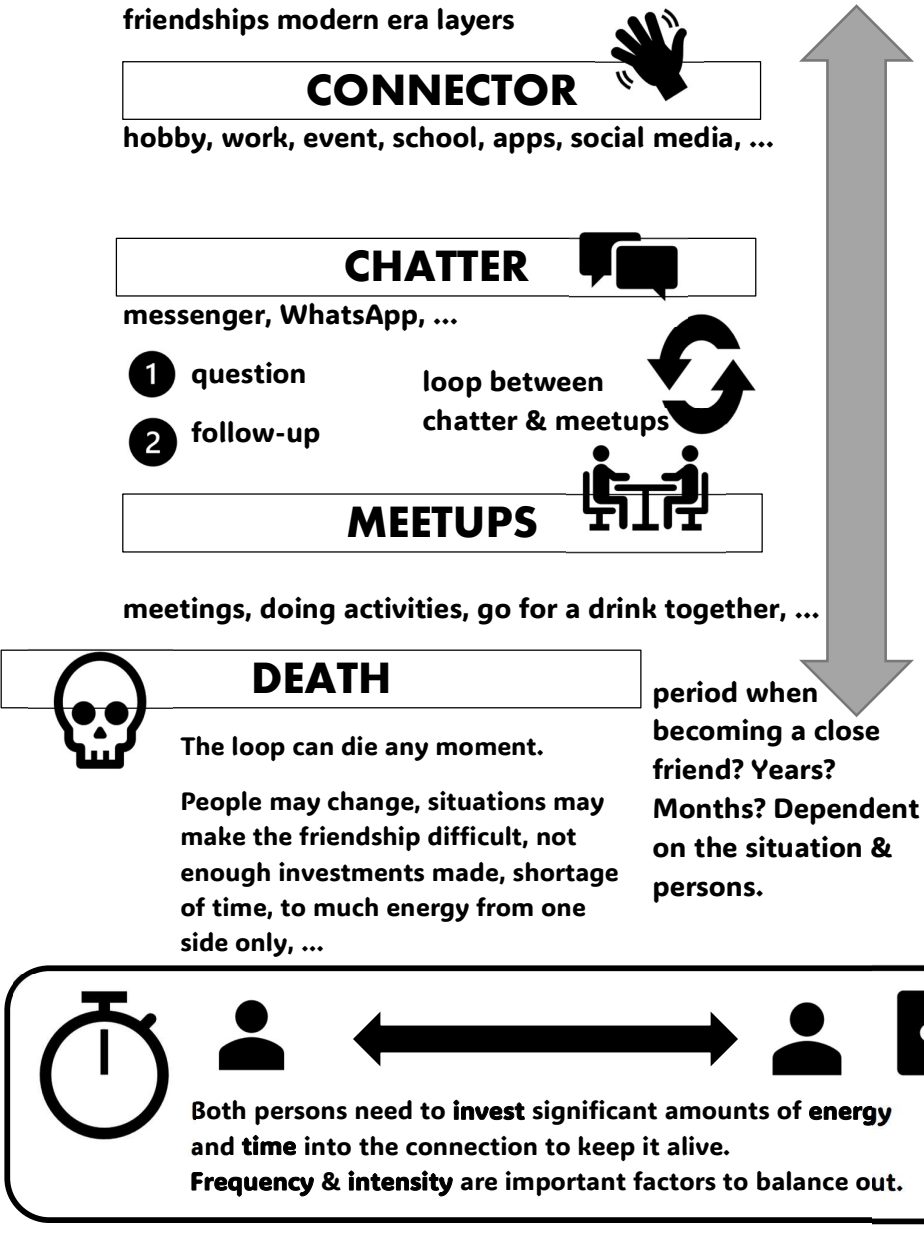 friendships modern era layers
CONNECTOR
hobby, work, event, school, apps, social media, ...
CHATTER
messenger, WhatsApp, ...
1 question
2 follow-up
loop between
chatter & meetups
MEETUPS
meetings, doing activities, go for a drink together, ...
DEATH
The loop can die any moment.
People may change, situations may
make the friendship difficult, not
enough investments made, shortage
of time, to much energy from one
side only, ...
period when
becoming a close
friend? Years?
Months? Dependent
on the situation &
persons.
Both persons need to invest significant amounts of energy
and time into the connection to keep it alive.
Frequency & intensity are important factors to balance out.